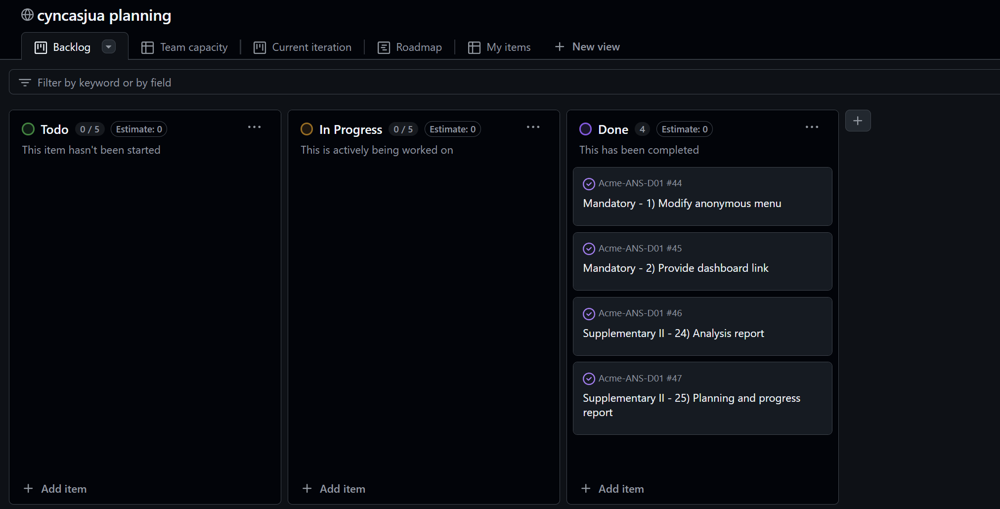 cyncasjua planning
Backlog
Team capacity
Current iteration
Roadmap
My items
New view
Filter by keyword or by field
Todo 0 / 5 Estimate: 0
This item hasn't been started
Add item
In Progress 0 / 5 Estimate: 0
This is actively being worked on
Add item
Done 4 Estimate: 0
This has been completed
Acme-ANS-D01 #44
Mandatory - 1) Modify anonymous menu
Acme-ANS-D01 #45
Mandatory - 2) Provide dashboard link
Acme-ANS-D01 #46
Supplementary II - 24) Analysis report
Acme-ANS-D01 #47
Supplementary II - 25) Planning and progress
report
Add item